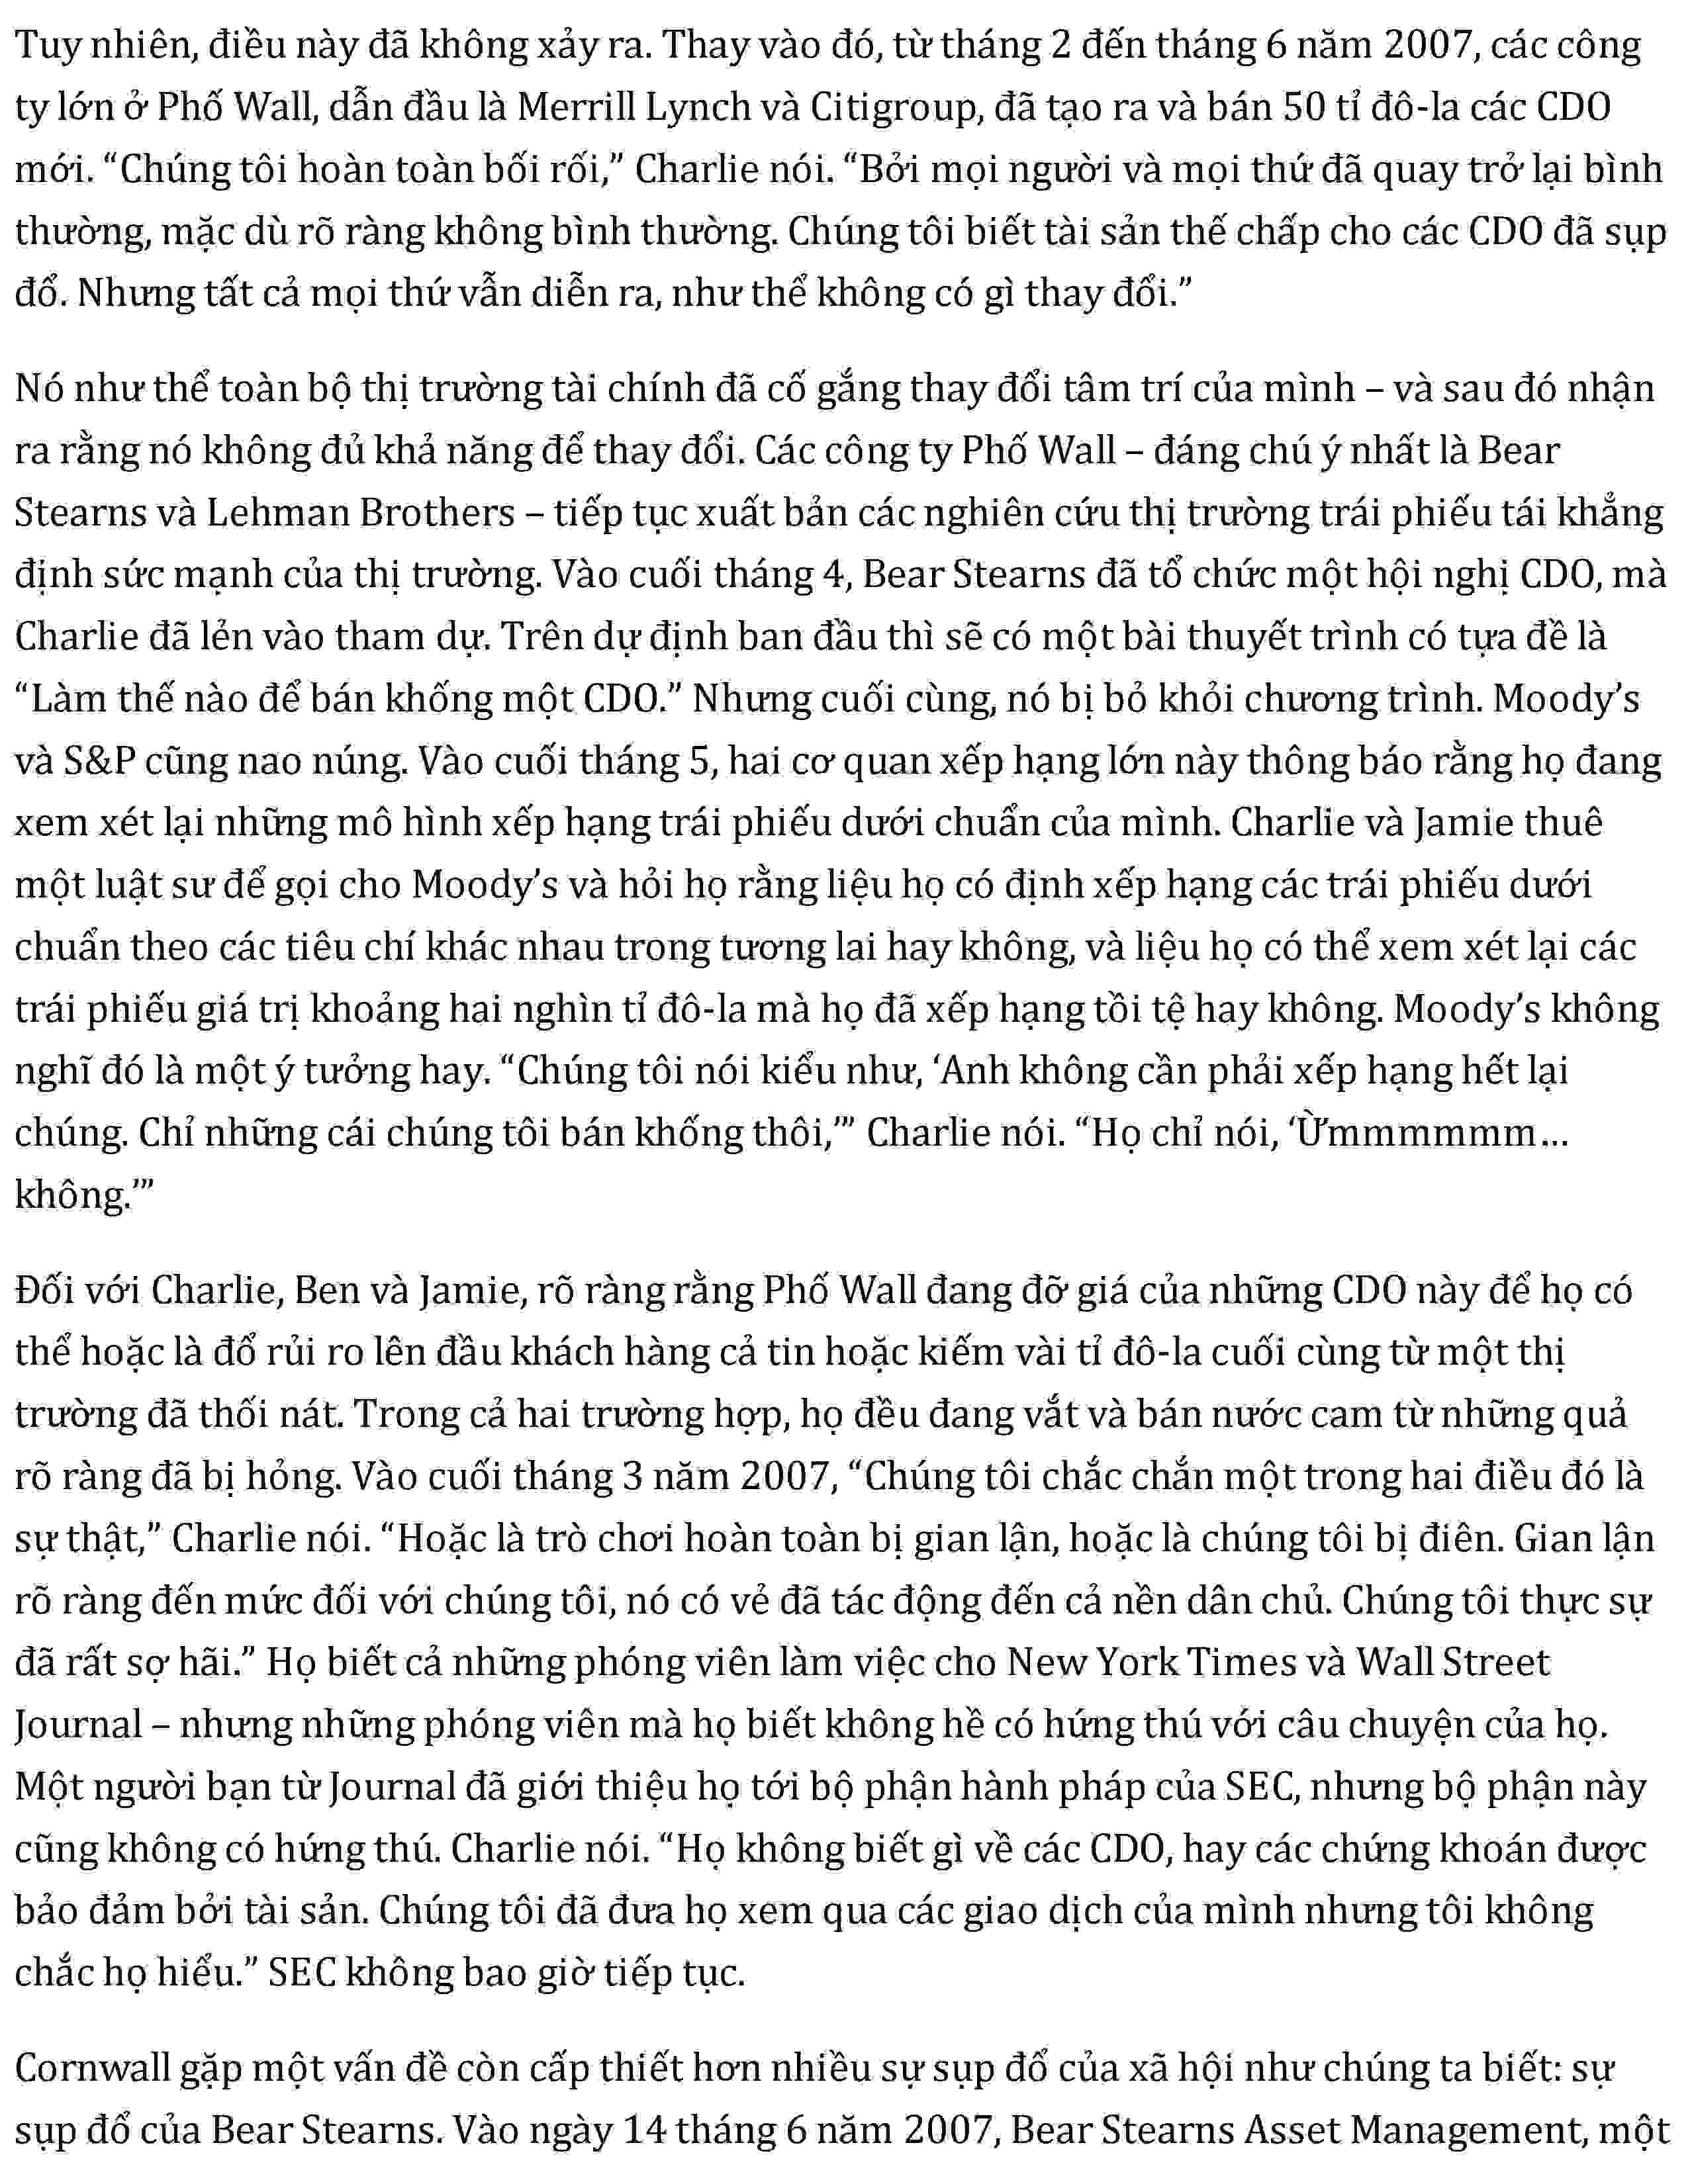 Tuy nhiên, điều này đã không xảy ra. Thay vào đó, từ tháng 2 đến tháng 6 năm 2007, các công
ty lớn ở Phố Wall, dẫn đầu là Merrill Lynch và Citigroup, đã tạo ra và bán 50 tỉ đô-la các CDO
mới. “Chúng tôi hoàn toàn bối rối,” Charlie nói. “Bởi mọi người và mọi thứ đã quay trở lại bình
thường, mặc dù rõ ràng không bình thường. Chúng tôi biết tài sản thế chấp cho các CDO đã sụp
đổ. Nhưng tất cả mọi thứ vẫn diễn ra, như thể không có gì thay đổi.”
Nó như thể toàn bộ thị trường tài chính đã cố gắng thay đổi tâm trí của mình – và sau đó nhận
ra rằng nó không đủ khả năng để thay đổi. Các công ty Phố Wall – đáng chú ý nhất là Bear
Stearns và Lehman Brothers – tiếp tục xuất bản các nghiên cứu thị trường trái phiếu tái khẳng
định sức mạnh của thị trường. Vào cuối tháng 4, Bear Stearns đã tổ chức một hội nghị CDO, mà
Charlie đã lẻn vào tham dự. Trên dự định ban đầu thì sẽ có một bài thuyết trình có tựa đề là
“Làm thế nào để bán khống một CDO.” Nhưng cuối cùng, nó bị bỏ khỏi chương trình. Moody’s
và S&P cũng nao núng. Vào cuối tháng 5, hai cơ quan xếp hạng lớn này thông báo rằng họ đang
xem xét lại những mô hình xếp hạng trái phiếu dưới chuẩn của mình. Charlie và Jamie thuê
một luật sư để gọi cho Moody’s và hỏi họ rằng liệu họ có định xếp hạng các trái phiếu dưới
chuẩn theo các tiêu chí khác nhau trong tương lai hay không, và liệu họ có thể xem xét lại các
trái phiếu giá trị khoảng hai nghìn tỉ đô-la mà họ đã xếp hạng tồi tệ hay không. Moody’s không
nghĩ đó là một ý tưởng hay. “Chúng tôi nói kiểu như, ‘Anh không cần phải xếp hạng hết lại
chúng. Chỉ những cái chúng tôi bán khống thôi,’” Charlie nói. “Họ chỉ nói, ‘Ừmmmmmm…
không.’”
Đối với Charlie, Ben và Jamie, rõ ràng rằng Phố Wall đang đỡ giá của những CDO này để họ có
thể hoặc là đổ rủi ro lên đầu khách hàng cả tin hoặc kiếm vài tỉ đô-la cuối cùng từ một thị
trường đã thối nát. Trong cả hai trường hợp, họ đều đang vắt và bán nước cam từ những quả
rõ ràng đã bị hỏng. Vào cuối tháng 3 năm 2007, “Chúng tôi chắc chắn một trong hai điều đó là
sự thật,” Charlie nói. “Hoặc là trò chơi hoàn toàn bị gian lận, hoặc là chúng tôi bị điên. Gian lận
rõ ràng đến mức đối với chúng tôi, nó có vẻ đã tác động đến cả nền dân chủ. Chúng tôi thực sự
đã rất sợ hãi.” Họ biết cả những phóng viên làm việc cho New York Times và Wall Street
Journal – nhưng những phóng viên mà họ biết không hề có hứng thú với câu chuyện của họ.
Một người bạn từ Journal đã giới thiệu họ tới bộ phận hành pháp của SEC, nhưng bộ phận này
cũng không có hứng thú. Charlie nói. “Họ không biết gì về các CDO, hay các chứng khoán được
bảo đảm bởi tài sản. Chúng tôi đã đưa họ xem qua các giao dịch của mình nhưng tôi không
chắc họ hiểu.” SEC không bao giờ tiếp tục.
Cornwall gặp một vấn đề còn cấp thiết hơn nhiều sự sụp đổ của xã hội như chúng ta biết: sự
sụp đổ của Bear Stearns. Vào ngày 14 tháng 6 năm 2007, Bear Stearns Asset Management, một